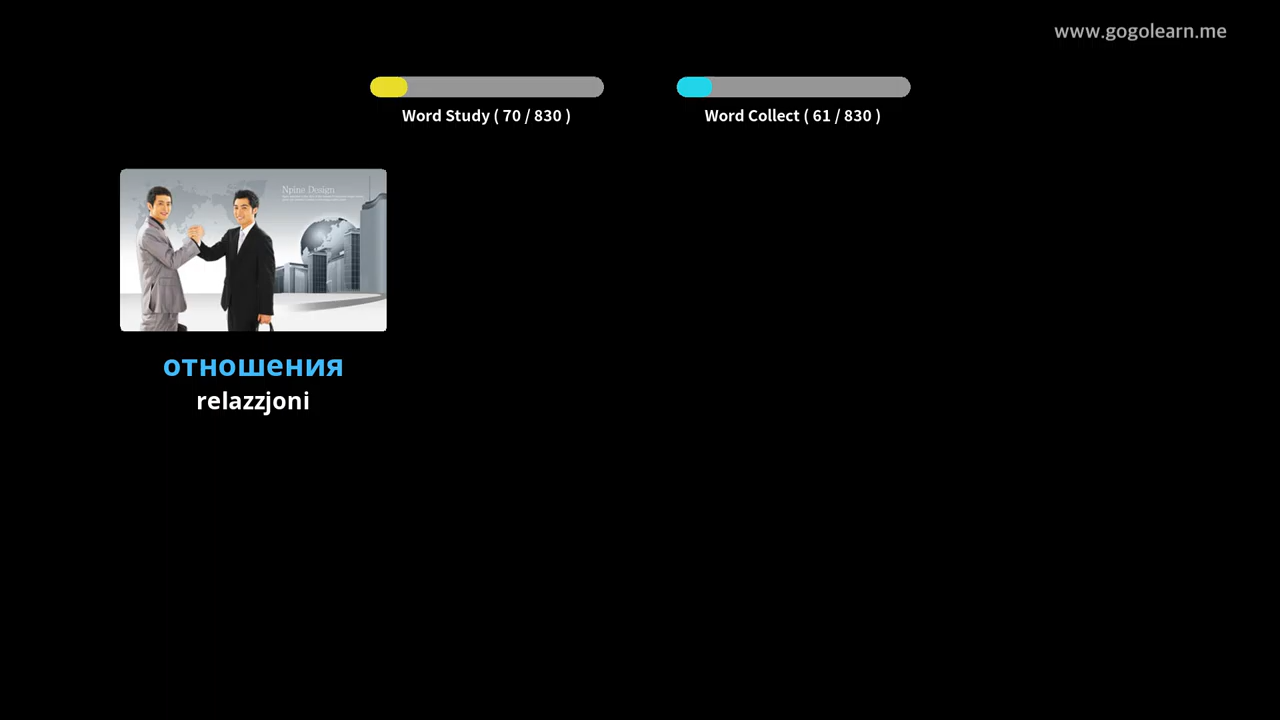 www.gogolearn.me
Word Study ( 70 / 830 )
Word Collect ( 61 / 830 )
Npine Design
отношения
relazzjoni